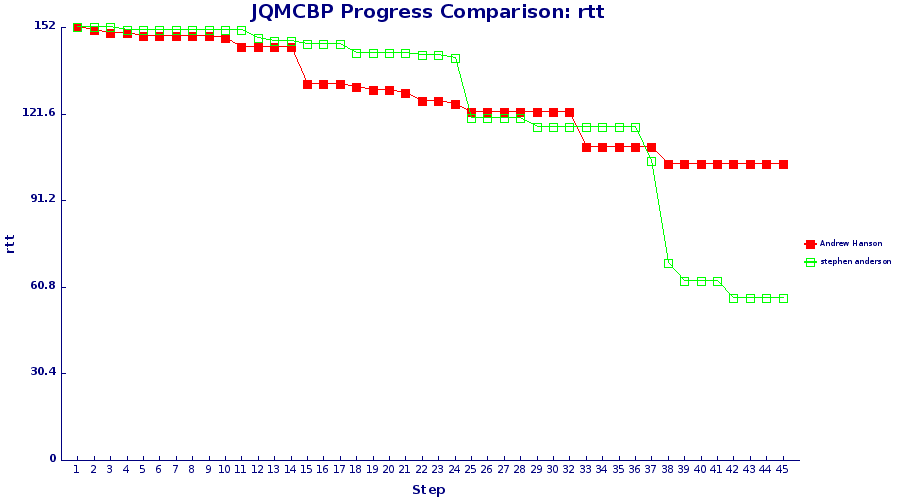 JQMCBP Progress Comparison: rtt
152
121.6
91.2
60.8
30.4
0
rtt
1 2 3 4 5 6 7 8 9 10 11 12 13 14 15 16 17 18 19 20 21 22 23 24 25 26 27 28 29 30 32 33 34 35 36 37 38 39 40 41 42 43 44 45
Step
Andrew Hanson
stephen anderson